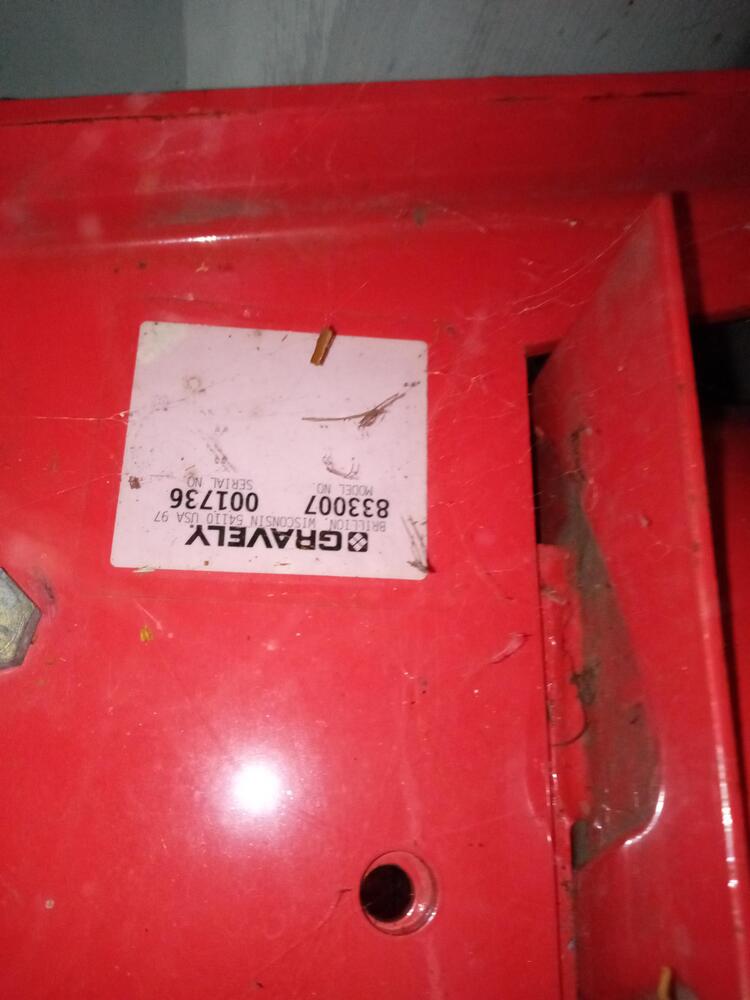 GRAVELY
BRILLION, WISCONSIN 54110 USA 97
833007 001736
MODEL NO. SERIAL NO.